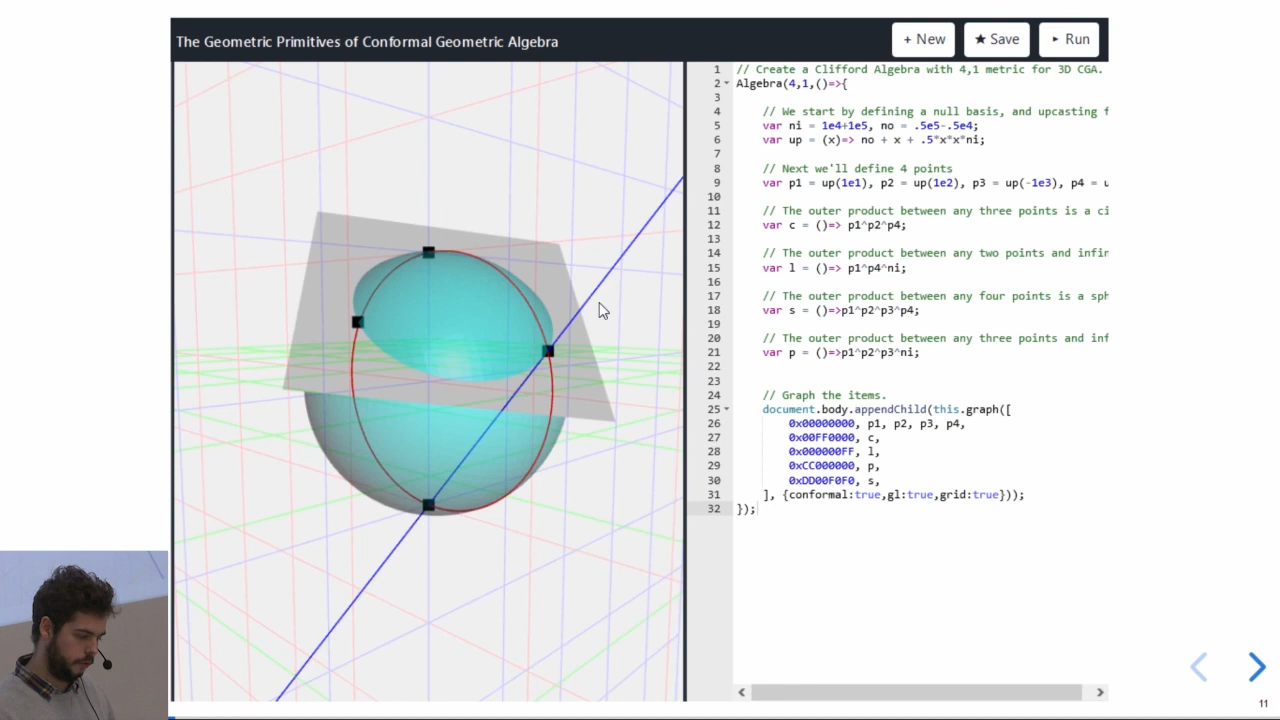 The Geometric Primitives of Conformal Geometric Algebra
+ New
★ Save
▸ Run
1 // Create a Clifford Algebra with 4,1 metric for 3D CGA.
2 Algebra(4,1,()=>{
3
4 // We start by defining a null basis, and upcasting f
5 var ni = 1e4+1e5, no = .5e5-.5e4;
6 var up = (x)=> no + x + .5*x*x*ni;
7
8 // Next we'll define 4 points
9 var p1 = up(1e1), p2 = up(1e2), p3 = up(-1e3), p4 = u
10
11 // The outer product between any three points is a ci
12 var c = ()=> p1^p2^p4;
13
14 // The outer product between any two points and infin
15 var l = ()=> p1^p4^ni;
16
17 // The outer product between any four points is a sph
18 var s = ()=>p1^p2^p3^p4;
19
20 // The outer product between any three points and inf
21 var p = ()=>p1^p2^p3^ni;
22
23
24 // Graph the items.
25 document.body.appendChild(this.graph([
26 0x00000000, p1, p2, p3, p4,
27 0x00FF0000, c,
28 0x000000FF, l,
29 0xCC000000, p,
30 0xDD00F0F0, s,
31 ], {conformal:true,gl:true,grid:true}));
32 });
11